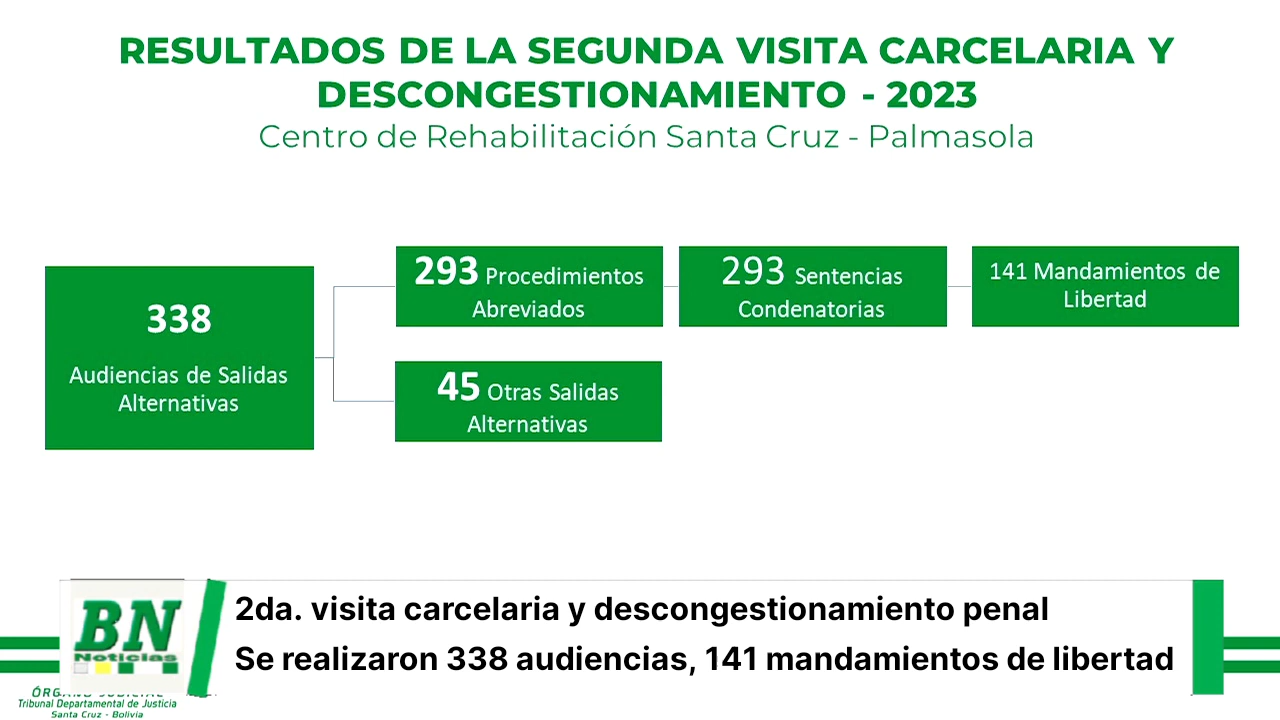 RESULTADOS DE LA SEGUNDA VISITA CARCELARIA Y
DESCONGESTIONAMIENTO - 2023
Centro de Rehabilitación Santa Cruz - Palmasola
338
Audiencias de Salidas
Alternativas
293 Procedimientos
Abreviados
293 Sentencias
Condenatorias
141 Mandamientos de
Libertad
45 Otras Salidas
Alternativas
BN
Noticias
2da. visita carcelaria y descongestionamiento penal
Se realizaron 338 audiencias, 141 mandamientos de libertad
ÓRGANO JUDICIAL
Tribunal Departamental de Justicia
Santa Cruz - Bolivia